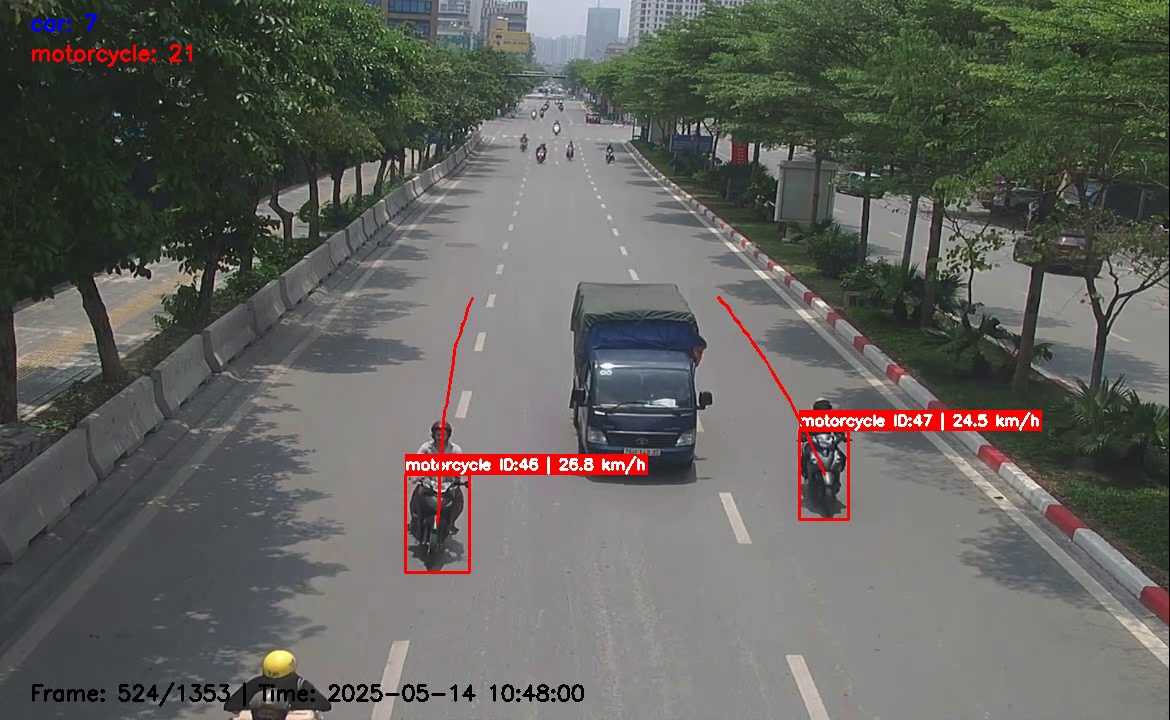 car: 7
motorcycle: 21
motorcycle ID:47 | 24.5 km/h
motorcycle ID:46 | 26.8 km/h
Frame: 524/1353 | Time: 2025-05-14 10:48:00